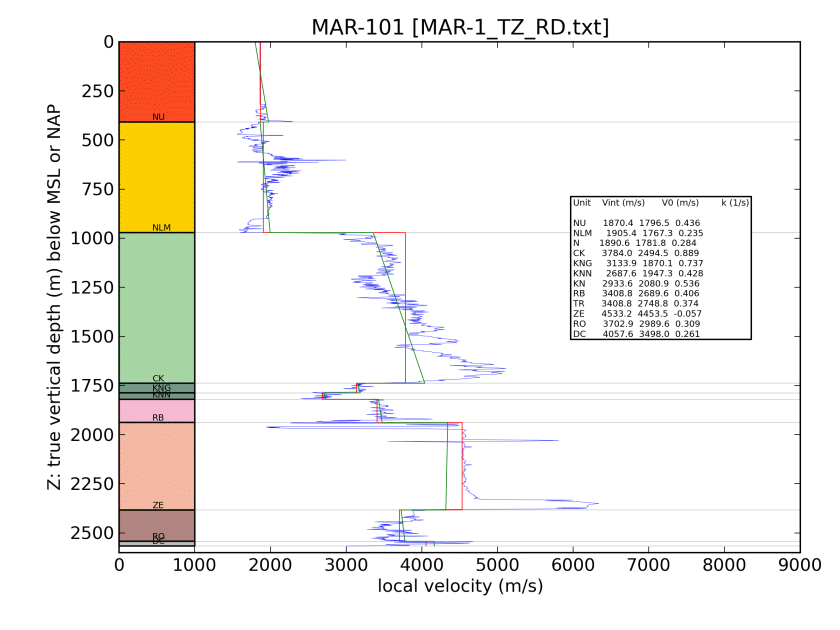 MAR-101 [MAR-1_TZ_RD.txt]
Z: true vertical depth (m) below MSL or NAP
0
250
500
750
1000
1250
1500
1750
2000
2250
2500
NU
NLM
CK
KNG
KNN
RB
ZE
RO
DC
Unit Vint (m/s) V0 (m/s) k (1/s)
NU 1870.4 1796.5 0.436
NLM 1905.4 1767.3 0.235
N 1890.6 1781.8 0.284
CK 3784.0 2494.5 0.889
KNG 3133.9 1870.1 0.737
KNN 2687.6 1947.3 0.428
KN 2933.6 2080.9 0.536
RB 3408.8 2689.6 0.406
TR 3408.8 2748.8 0.374
ZE 4533.2 4453.5 -0.057
RO 3702.9 2989.6 0.309
DC 4057.6 3498.0 0.261
0 1000 2000 3000 4000 5000 6000 7000 8000 9000
local velocity (m/s)